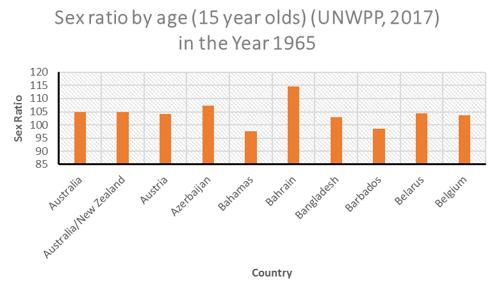 Sex ratio by age (15 year olds) (UNWPP, 2017)
in the Year 1965
120
115
110
105
100
95
90
85
Sex Ratio
Australia
Australia/New Zealand
Austria
Azerbaijan
Bahamas
Bahrain
Bangladesh
Barbados
Belarus
Belgium
Country